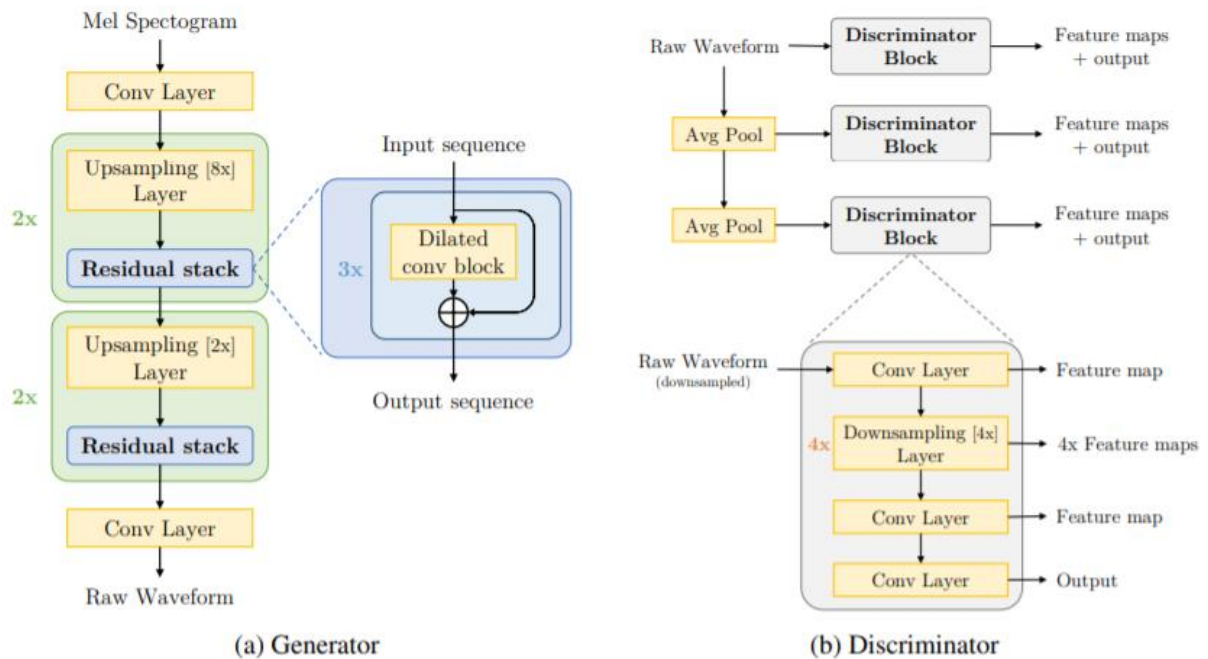 Mel Spectogram
Conv Layer
2x
Upsampling [8x]
Layer
Residual stack
2x
Upsampling [2x]
Layer
Residual stack
Conv Layer
Raw Waveform
Input sequence
3x
Dilated
conv block
Output sequence
(a) Generator
Raw Waveform
Discriminator
Block
Feature maps
+ output
Avg Pool
Discriminator
Block
Feature maps
+ output
Avg Pool
Discriminator
Block
Feature maps
+ output
Raw Waveform
(downsampled)
Conv Layer
Feature map
4x
Downsampling [4x]
Layer
4x Feature maps
Conv Layer
Feature map
Conv Layer
Output
(b) Discriminator